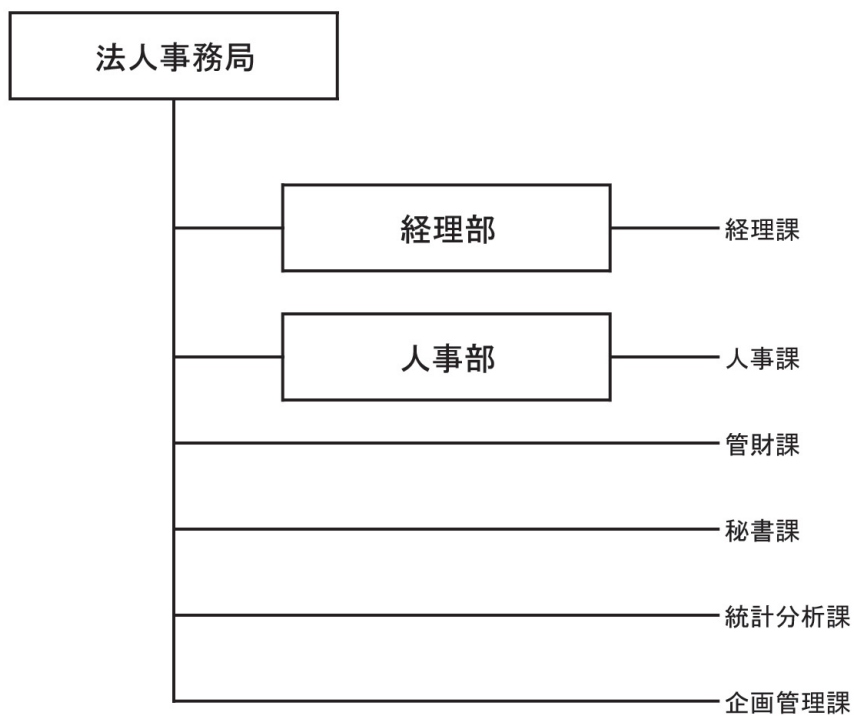 法人事務局
経理部
経理課
人事部
人事課
管財課
秘書課
統計分析課
企画管理課